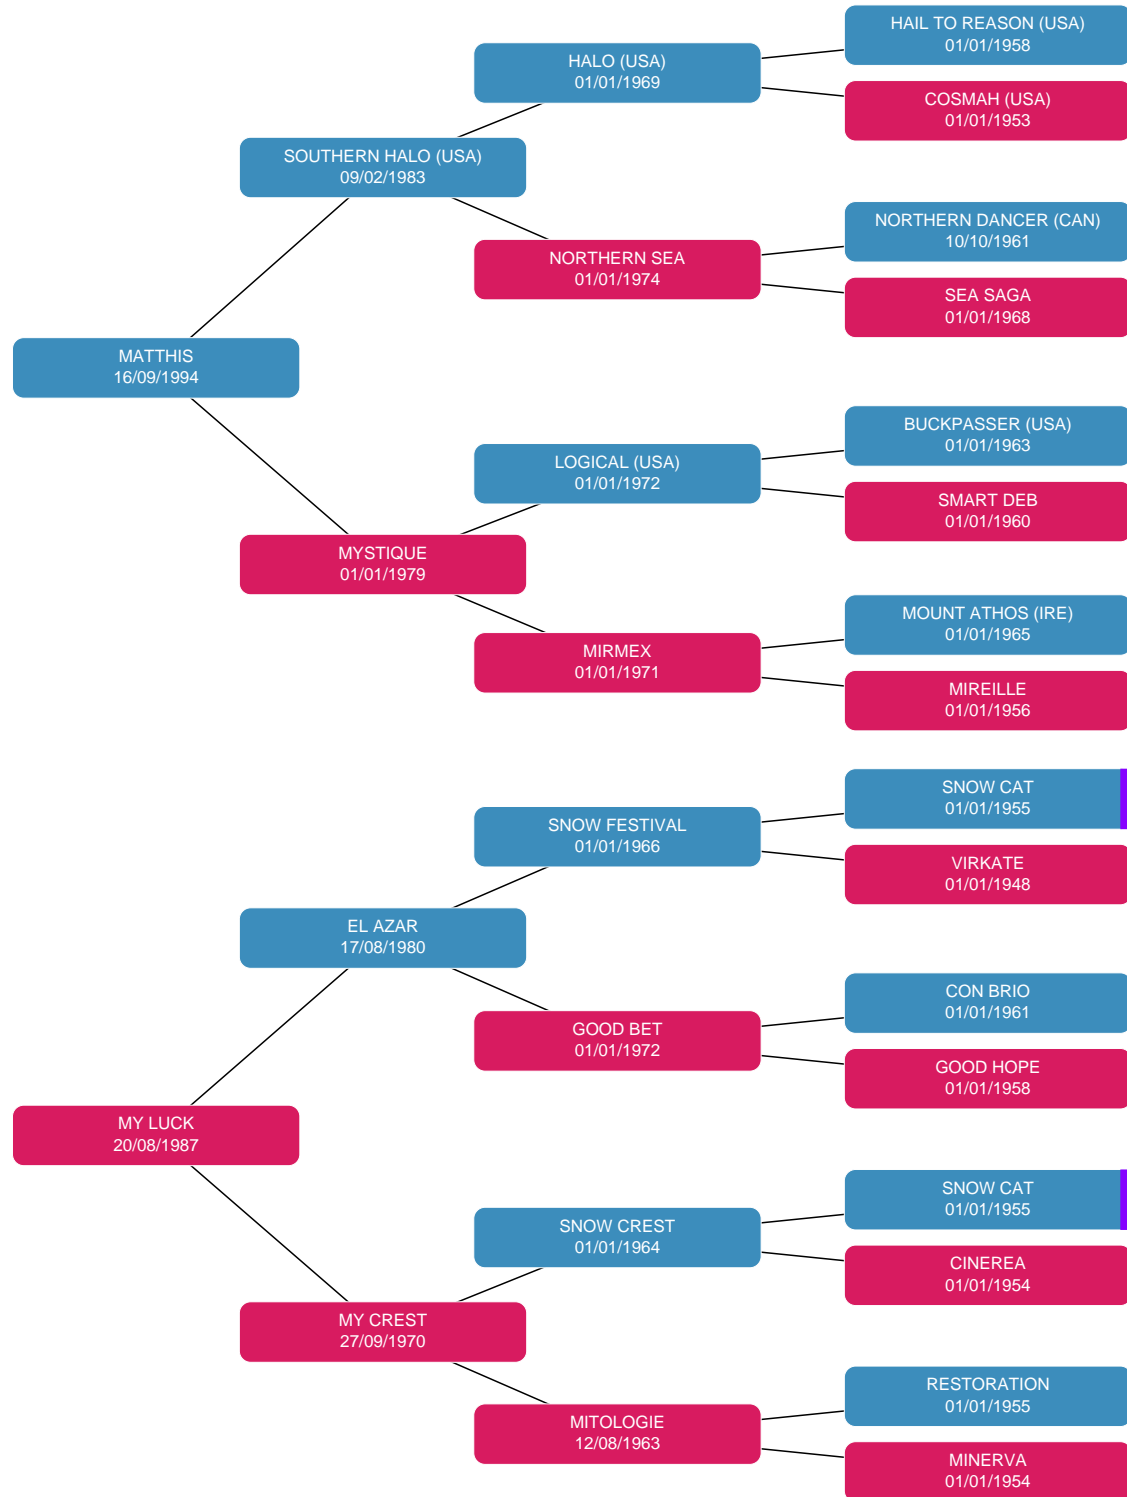 HAIL TO REASON (USA)
01/01/1958
HALO (USA)
01/01/1969
COSMAH (USA)
01/01/1953
SOUTHERN HALO (USA)
09/02/1983
NORTHERN DANCER (CAN)
10/10/1961
NORTHERN SEA
01/01/1974
SEA SAGA
01/01/1968
MATTHIS
16/09/1994
BUCKPASSER (USA)
01/01/1963
LOGICAL (USA)
01/01/1972
SMART DEB
01/01/1960
MYSTIQUE
01/01/1979
MOUNT ATHOS (IRE)
01/01/1965
MIRMEX
01/01/1971
MIREILLE
01/01/1956
SNOW CAT
01/01/1955
SNOW FESTIVAL
01/01/1966
VIRKATE
01/01/1948
EL AZAR
17/08/1980
CON BRIO
01/01/1961
GOOD BET
01/01/1972
GOOD HOPE
01/01/1958
MY LUCK
20/08/1987
SNOW CAT
01/01/1955
SNOW CREST
01/01/1964
CINEREA
01/01/1954
MY CREST
27/09/1970
RESTORATION
01/01/1955
MITOLOGIE
12/08/1963
MINERVA
01/01/1954